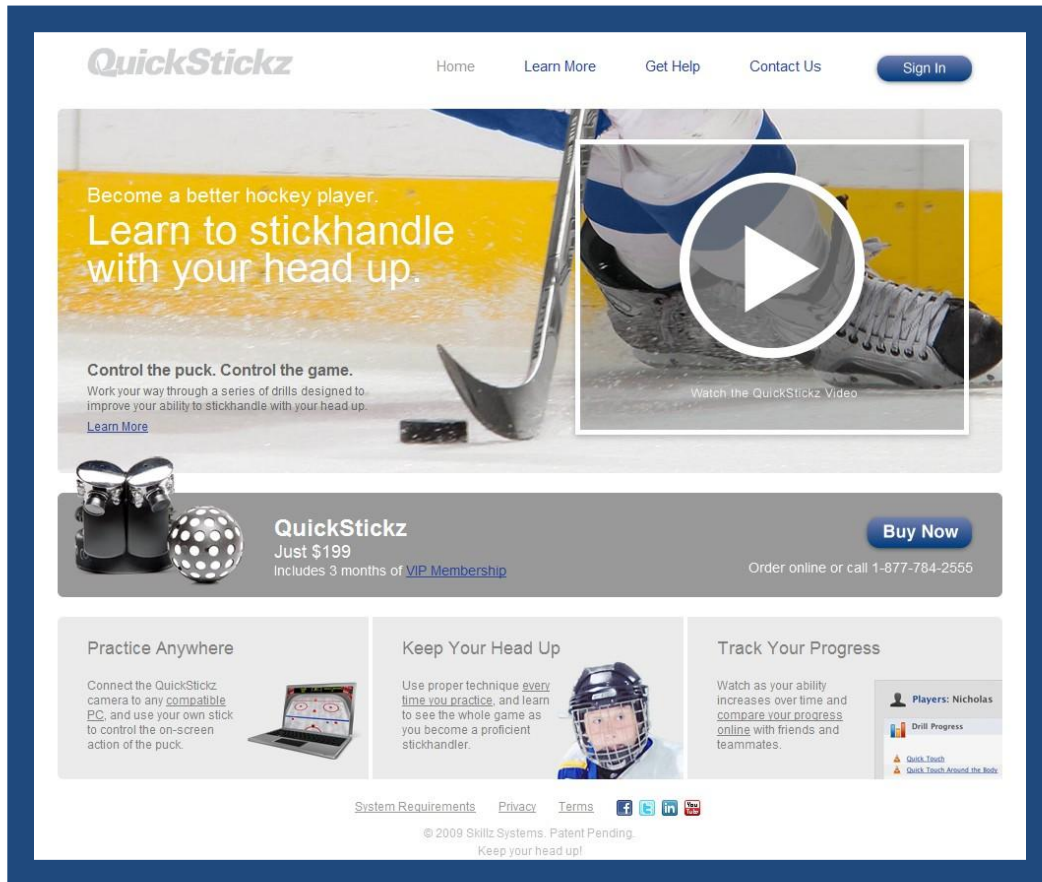 QuickStickz
Home
Learn More
Get Help
Contact Us
Sign In
Become a better hockey player.
Learn to stickhandle
with your head up.
Control the puck. Control the game.
Work your way through a series of drills designed to
improve your ability to stickhandle with your head up.
Learn More
Watch the QuickStickz Video
QuickStickz
Just $199
Includes 3 months of VIP Membership
Buy Now
Order online or call 1-877-784-2555
Practice Anywhere
Connect the QuickStickz
camera to any compatible
PC, and use your own stick
to control the on-screen
action of the puck.
Keep Your Head Up
Use proper technique every
time you practice, and learn
to see the whole game as
you become a proficient
stickhandler.
Track Your Progress
Watch as your ability
increases over time and
compare your progress
online with friends and
teammates.
Players: Nicholas
Drill Progress
Quick Touch
Quick Touch Around the Body
System Requirements
Privacy
Terms
f
t
in
You
Tube
© 2009 Skillz Systems. Patent Pending.
Keep your head up!